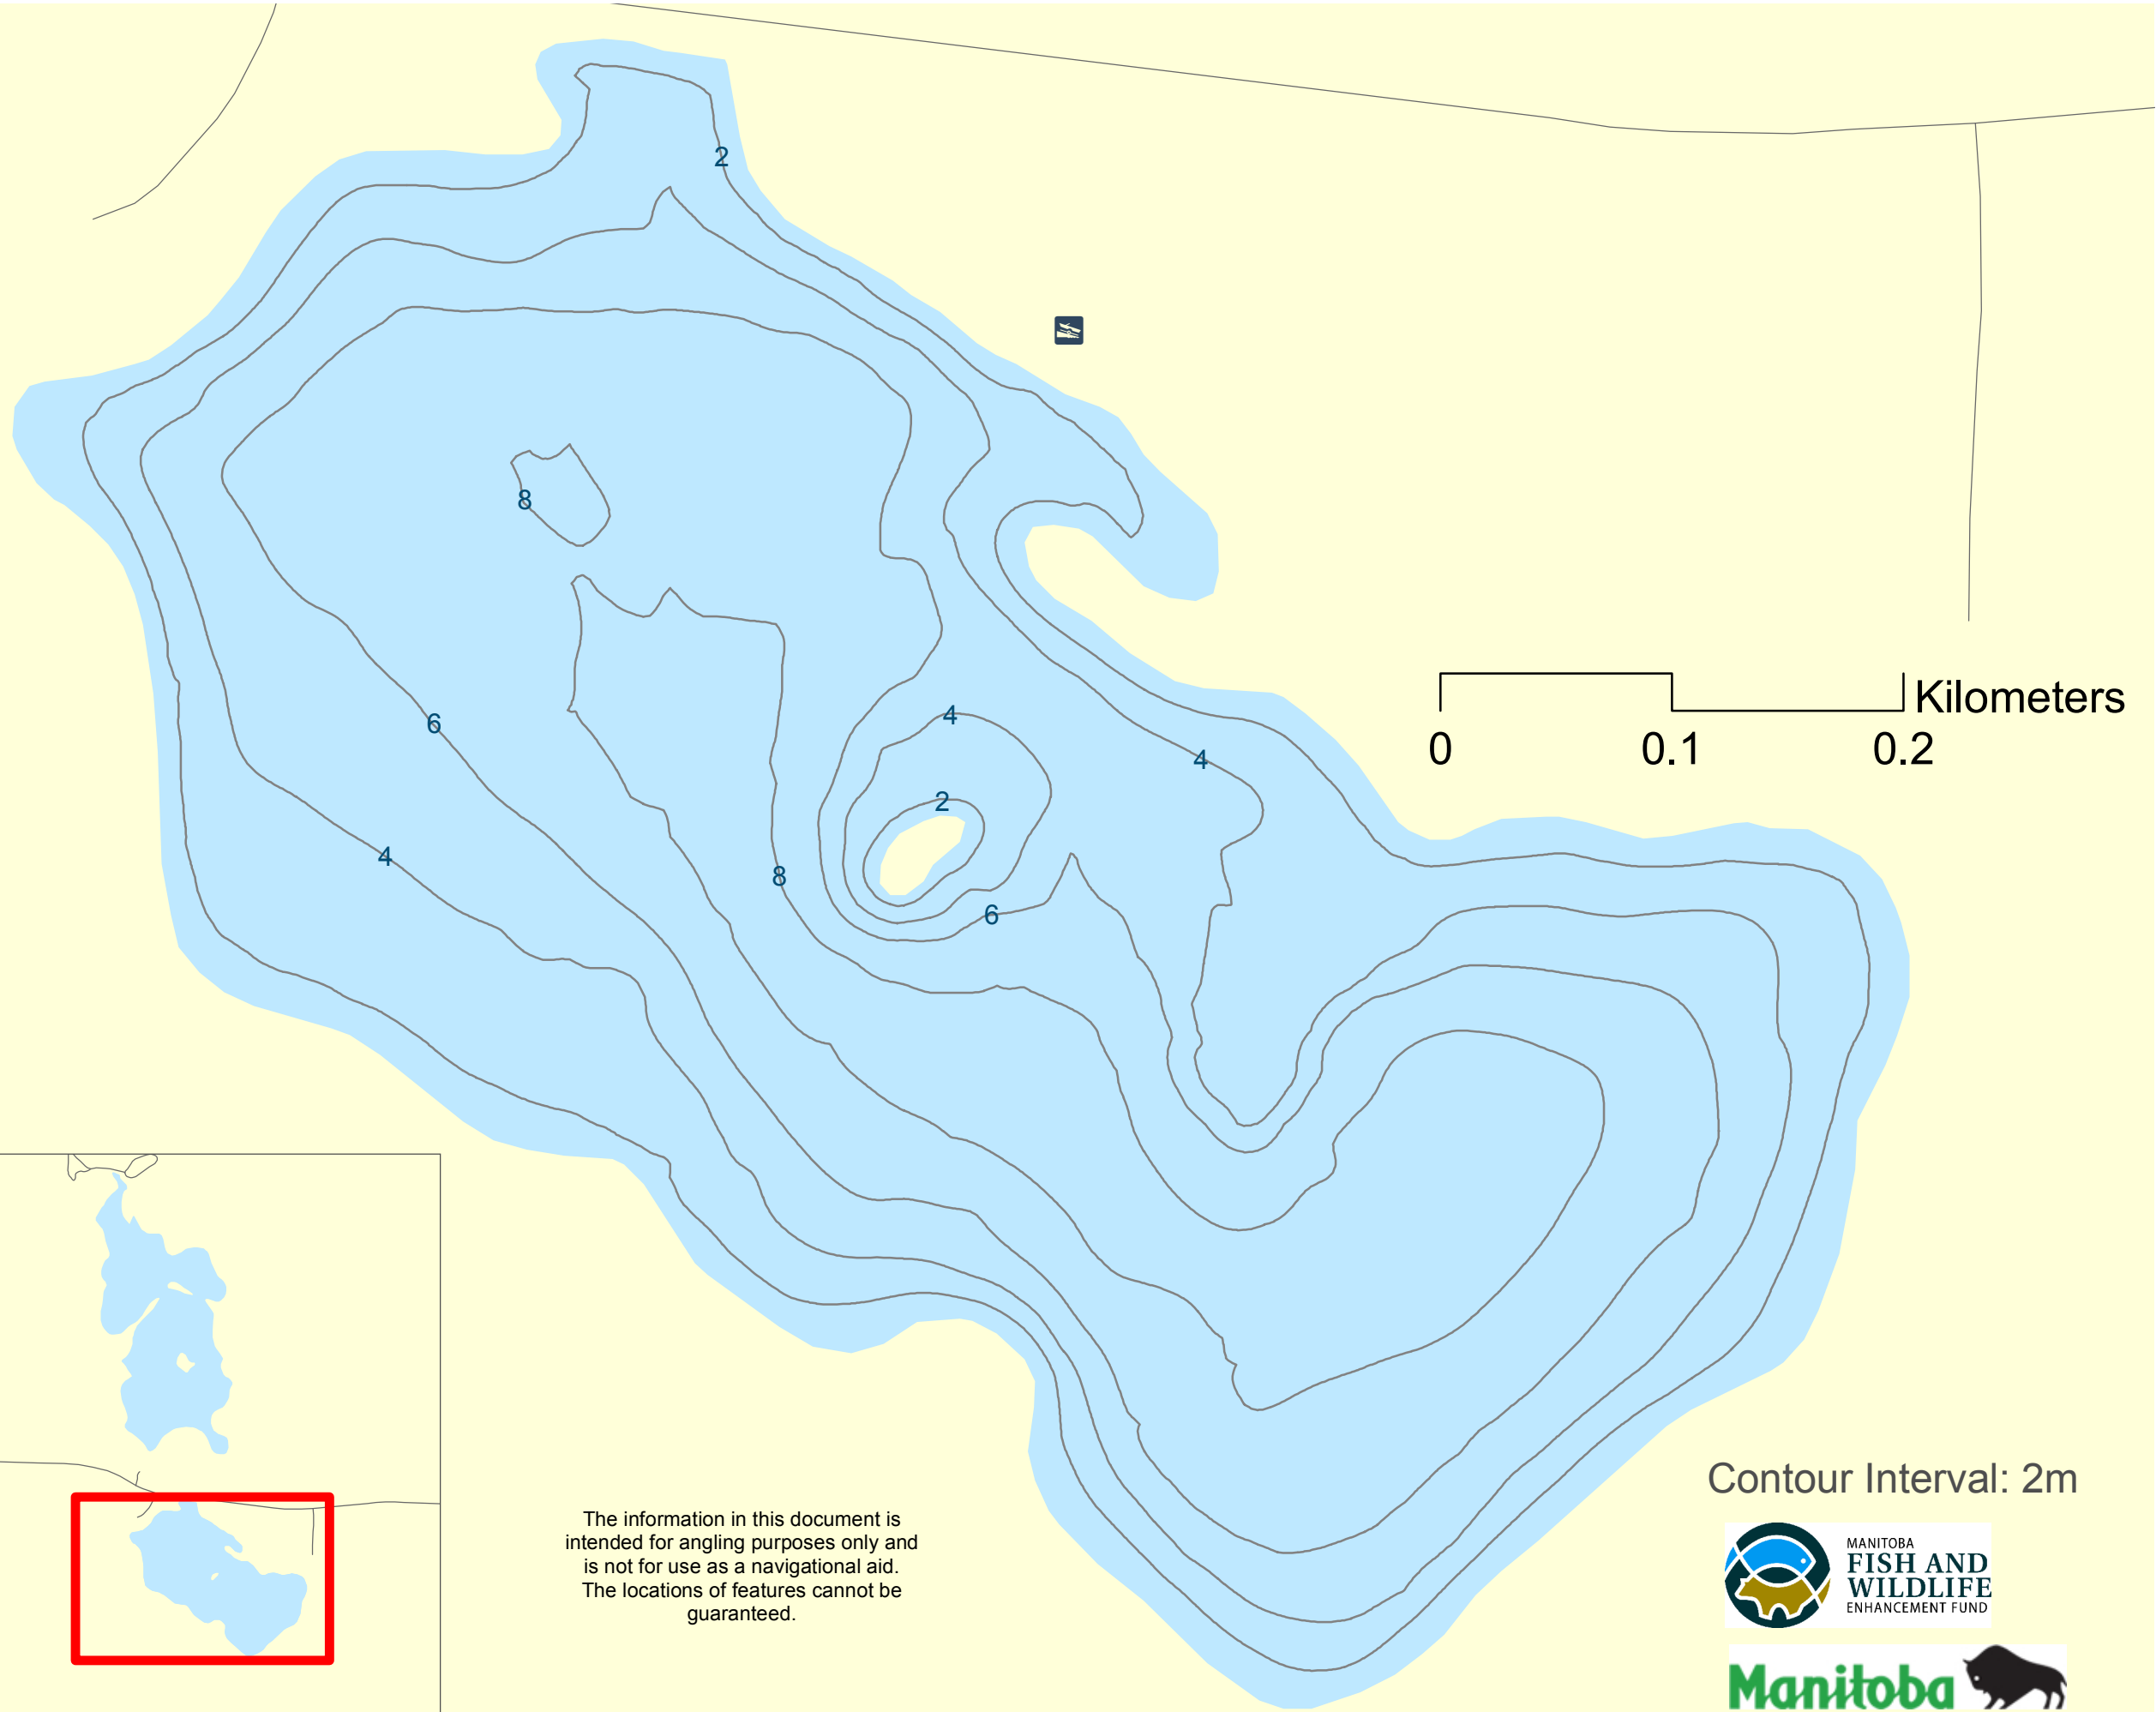 2
8
6
4
4
4
2
8
6
Kilometers
0 0.1 0.2
The information in this document is
intended for angling purposes only and
is not for use as a navigational aid.
The locations of features cannot be
guaranteed.
Contour Interval: 2m
MANITOBA
FISH AND
WILDLIFE
ENHANCEMENT FUND
Manitoba